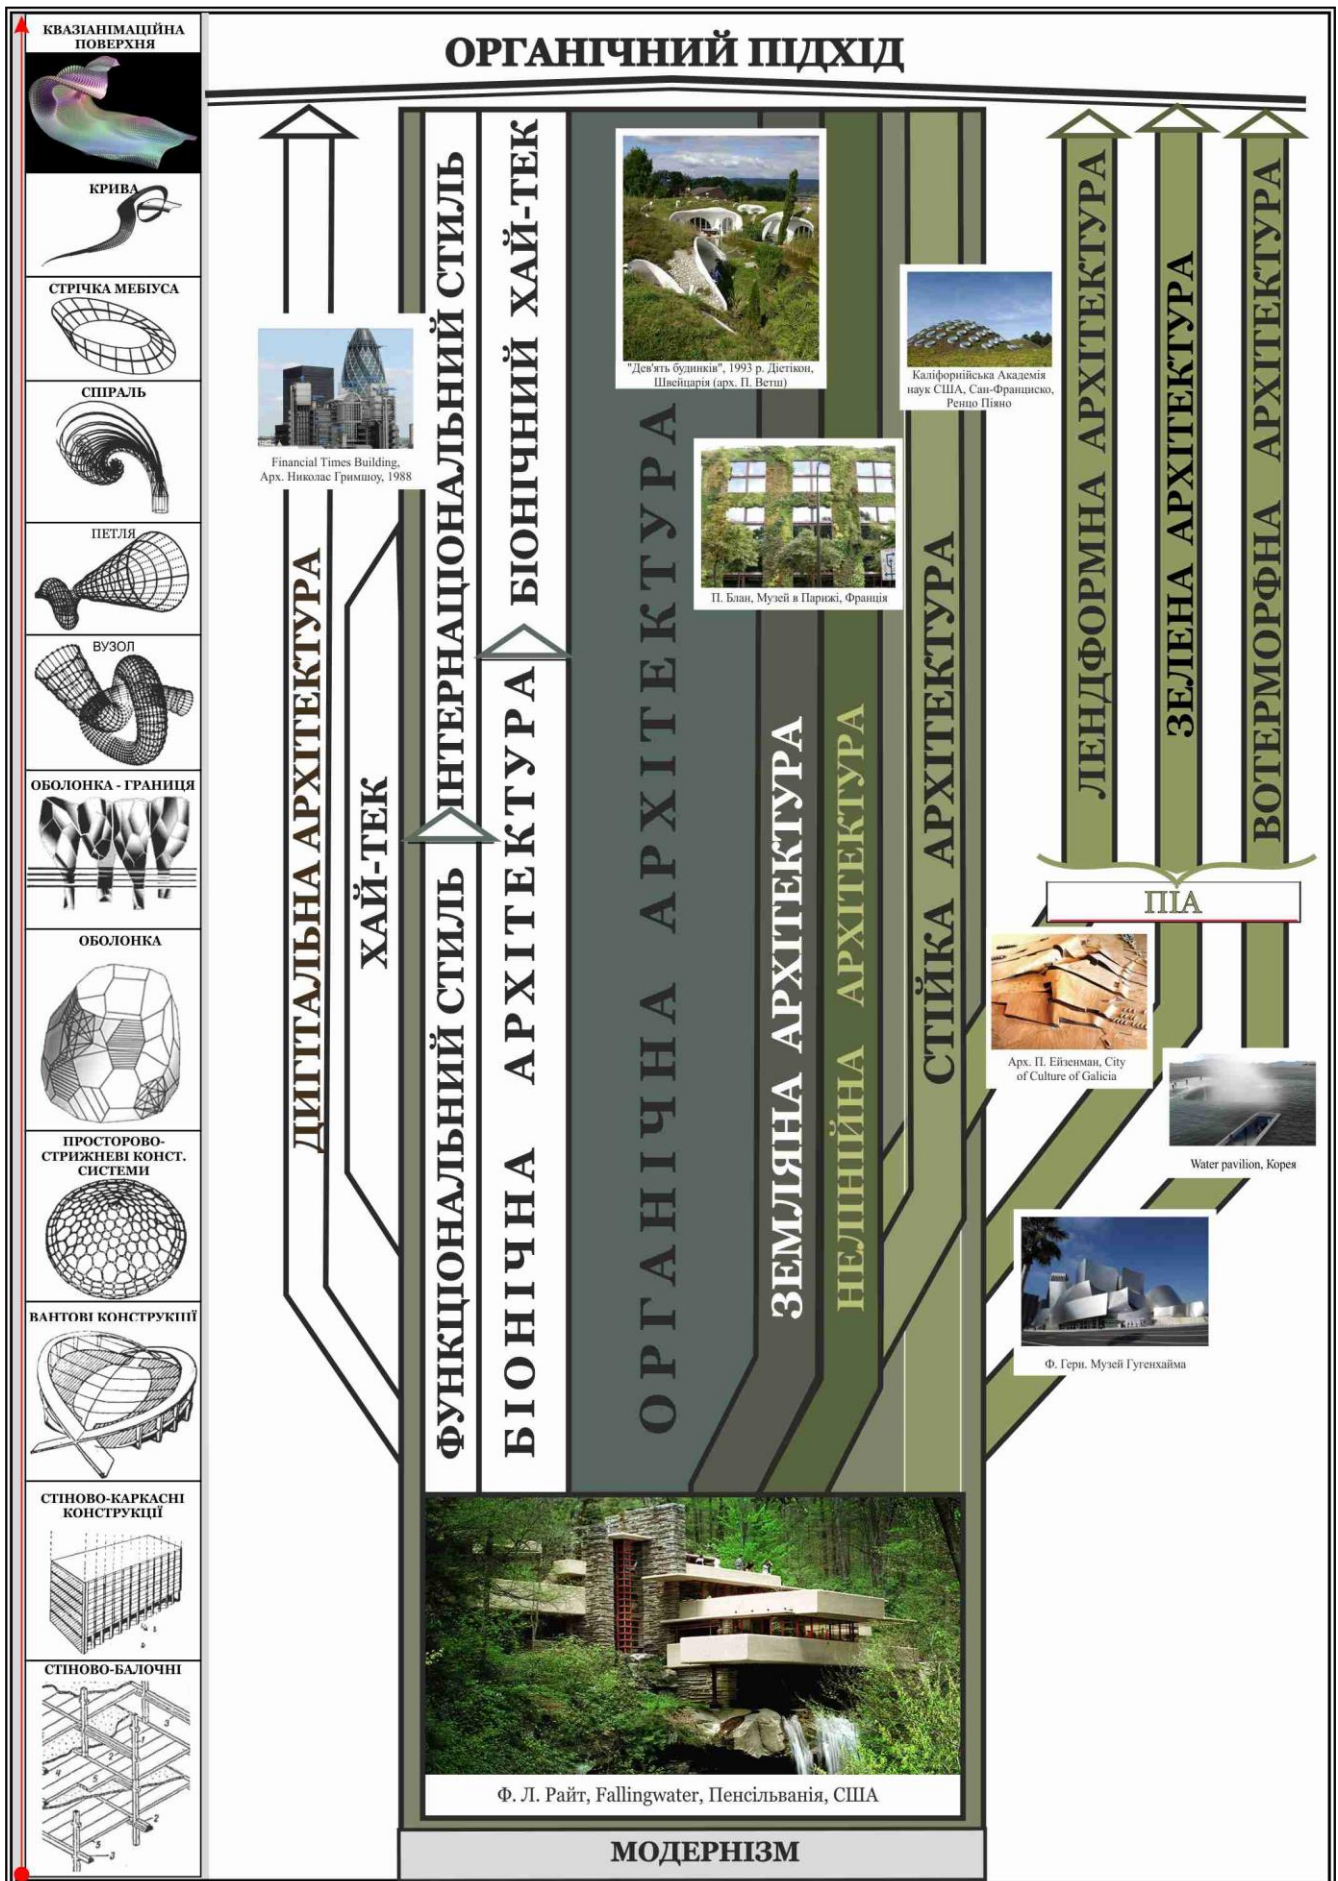 КВАЗІАНІМАЦІЙНА
ПОВЕРХНЯ
КРИВА
СТРІЧКА МЕБІУСА
СПІРАЛЬ
ПЕТЛЯ
ВУЗОЛ
ОБОЛОНКА - ГРАНИЦЯ
ОБОЛОНКА
ПРОСТОРОВО-
СТРИЖНЕВІ КОНСТ.
СИСТЕМИ
ВАНТОВІ КОНСТРУКЦІЇ
СТІНОВО-КАРКАСНІ
КОНСТРУКЦІЇ
СТІНОВО-БАЛОЧНІ
ОРГАНІЧНИЙ ПІДХІД
Financial Times Building,
Арх. Николас Гримшоу, 1988
ДИГІТАЛЬНА АРХІТЕКТУРА
ХАЙ-ТЕК
ІНТЕРНАЦІОНАЛЬНИЙ СТИЛЬ
ФУНКЦІОНАЛЬНИЙ СТИЛЬ
БІОНІЧНИЙ ХАЙ-ТЕК
БІОНІЧНА АРХІТЕКТУРА
ОРГАНІЧНА АРХІТЕКТУРА
"Дев'ять будинків", 1993 р. Діетікон,
Швейцарія (арх. П. Ветш)
П. Блан, Музей в Парижі, Франція
ЗЕМЛЯНА АРХІТЕКТУРА
НЕЛІНІЙНА АРХІТЕКТУРА
Каліфорнійська Академія
наук США, Сан-Франциско,
Ренцо Піяно
СТІЙКА АРХІТЕКТУРА
ЛЕНДФОРМНА АРХІТЕКТУРА
ЗЕЛЕНА АРХІТЕКТУРА
ВОТЕРМОРФНА АРХІТЕКТУРА
ПІА
Арх. П. Ейзенман, City
of Culture of Galicia
Water pavilion, Корея
Ф. Гери. Музей Гугенхайма
Ф. Л. Райт, Fallingwater, Пенсільванія, США
МОДЕРНІЗМ